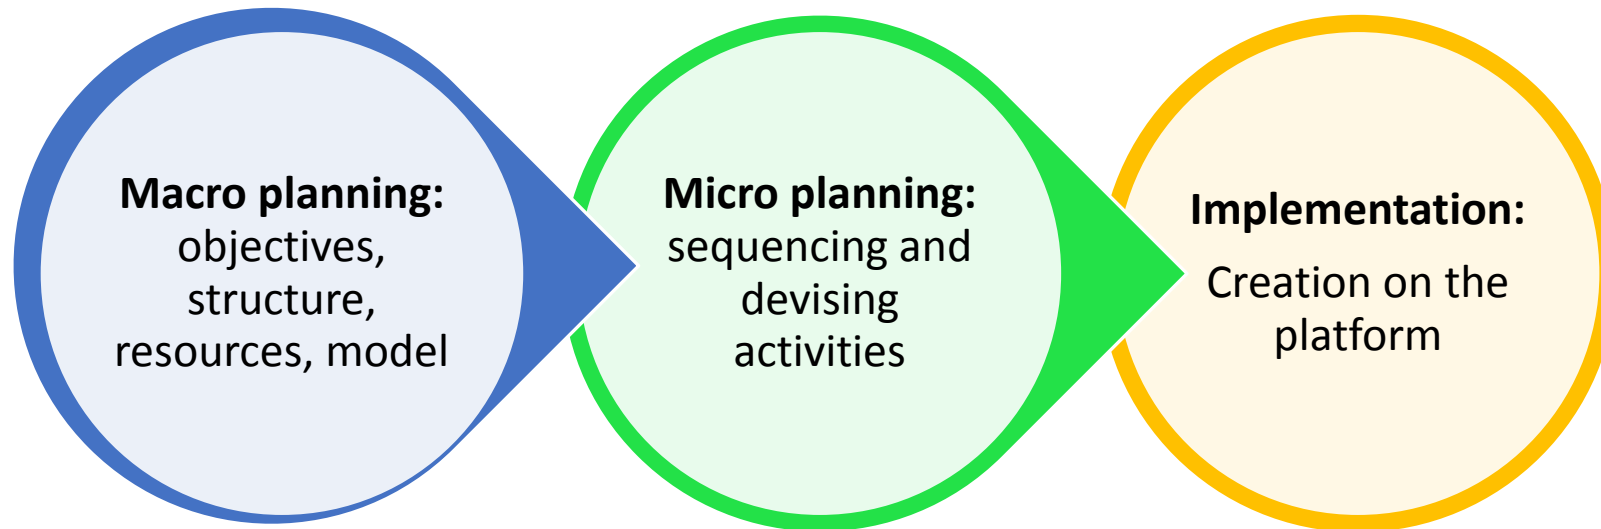 Macro planning:
objectives,
structure,
resources, model
Micro planning:
sequencing and
devising
activities
Implementation:
Creation on the
platform